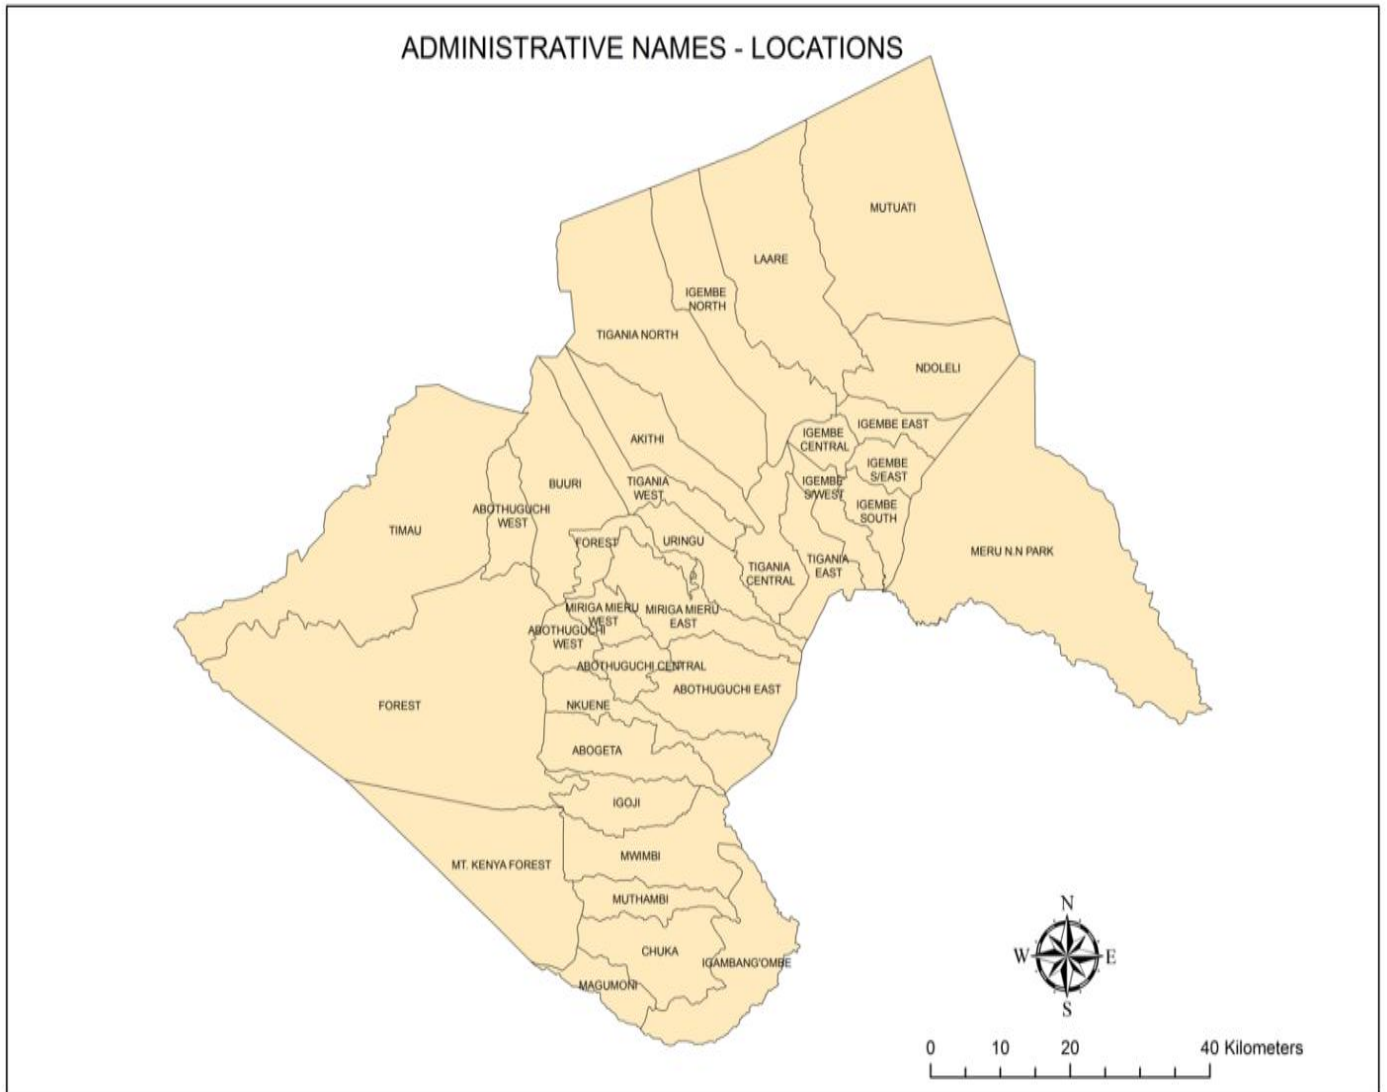 ADMINISTRATIVE NAMES - LOCATIONS
MUTUATI
LAARE
IGEMBE
NORTH
TIGANIA NORTH
NDOLELI
IGEMBE EAST
IGEMBE
CENTRAL
AKITHI
IGEMBE
S/EAST
TIGANIA
WEST
IGEMBE
S/WEST
BUURI
IGEMBE
SOUTH
ABOTHUGUCHI
WEST
TIMAU
FOREST
URINGU
MERU N.N PARK
TIGANIA
CENTRAL
TIGANIA
EAST
MIRIGA MIERU
WEST
MIRIGA MIERU
EAST
ABOTHUGUCHI
WEST
ABOTHUGUCHI CENTRAL
ABOTHUGUCHI EAST
FOREST
NKUENE
ABOGETA
IGOJI
MWIMBI
MT. KENYA FOREST
MUTHAMBI
CHUKA
IGAMBANG'OMBE
MAGUMONI
N
W
E
S
0 10 20 40 Kilometers